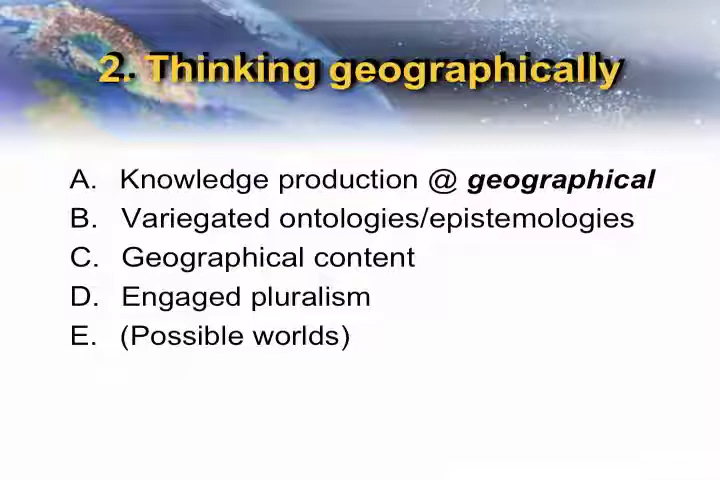 2. Thinking geographically
A. Knowledge production @ geographical
B. Variegated ontologies/epistemologies
C. Geographical content
D. Engaged pluralism
E. (Possible worlds)